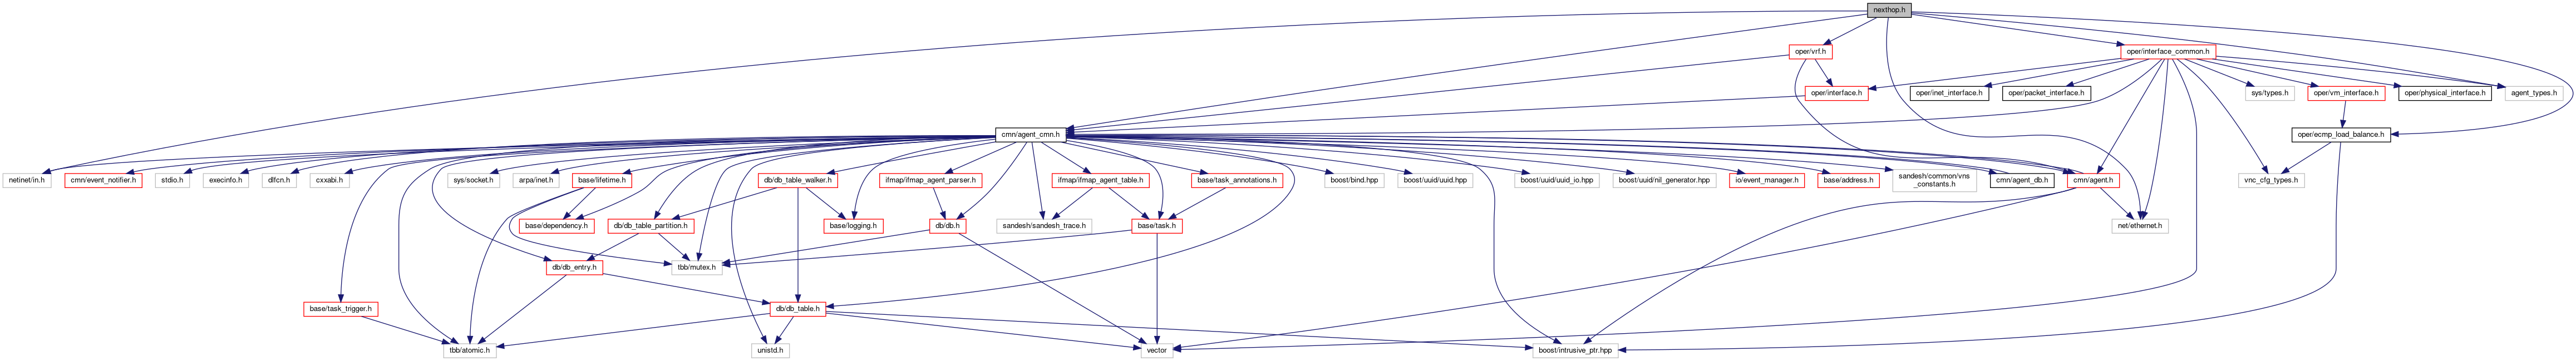 nexthop.h
oper/vrf.h
oper/interface_common.h
oper/interface.h
oper/inet_interface.h
oper/packet_interface.h
sys/types.h
oper/vm_interface.h
oper/physical_interface.h
agent_types.h
cmn/agent_cmn.h
oper/ecmp_load_balance.h
netinet/in.h
cmn/event_notifier.h
stdio.h
execinfo.h
dlfcn.h
cxxabi.h
sys/socket.h
arpa/inet.h
base/lifetime.h
db/db_table_walker.h
ifmap/ifmap_agent_parser.h
ifmap/ifmap_agent_table.h
base/task_annotations.h
boost/bind.hpp
boost/uuid/uuid.hpp
boost/uuid/uuid_io.hpp
boost/uuid/nil_generator.hpp
io/event_manager.h
base/address.h
sandesh/common/vns
_constants.h
cmn/agent_db.h
cmn/agent.h
vnc_cfg_types.h
base/dependency.h
db/db_table_partition.h
base/logging.h
db/db.h
sandesh/sandesh_trace.h
base/task.h
net/ethernet.h
db/db_entry.h
tbb/mutex.h
base/task_trigger.h
db/db_table.h
tbb/atomic.h
unistd.h
vector
boost/intrusive_ptr.hpp